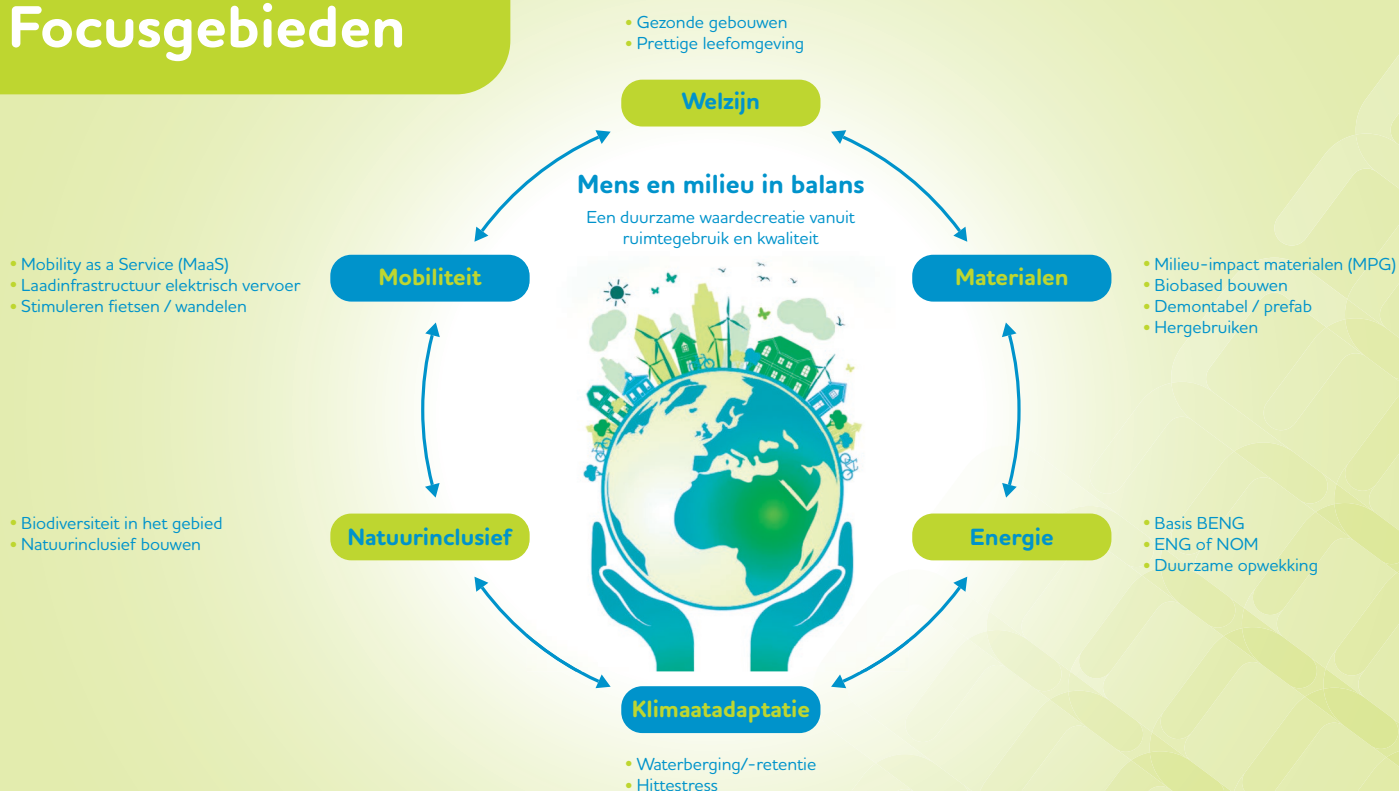 Focusgebieden
• Gezonde gebouwen
• Prettige leefomgeving
Welzijn
Mens en milieu in balans
Een duurzame waardecreatie vanuit
ruimtegebruik en kwaliteit
Mobiliteit
• Mobility as a Service (MaaS)
• Laadinfrastructuur elektrisch vervoer
• Stimuleren fietsen / wandelen
Materialen
• Milieu-impact materialen (MPG)
• Biobased bouwen
• Demontabel / prefab
• Hergebruiken
Natuurinclusief
• Biodiversiteit in het gebied
• Natuurinclusief bouwen
Energie
• Basis BENG
• ENG of NOM
• Duurzame opwekking
Klimaatadaptatie
• Waterberging/-retentie
• Hittestress